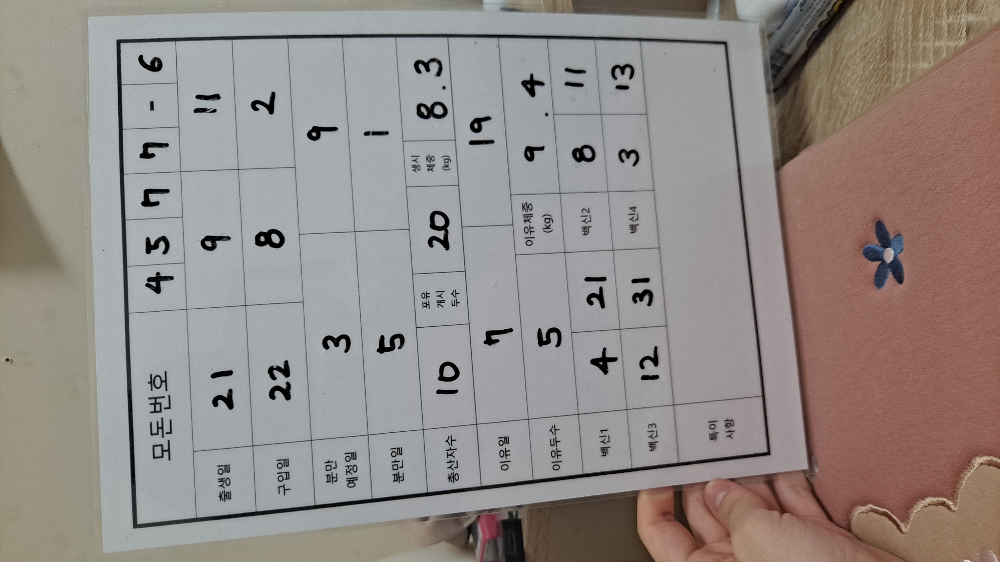 모돈번호 4 5 7 7 - 6
출생일 21 9 11
구입일 22 8 2
분만 예정일 3 9
분만일 5 1
총산자수 10 포유 개시 두수 20 생시 체중 (kg) 8.3
이유일 7 19
이유두수 5 이유체중 (kg) 9.4
백신1 4 21 백신2 8 11
백신3 12 31 백신4 3 13
특이 사항